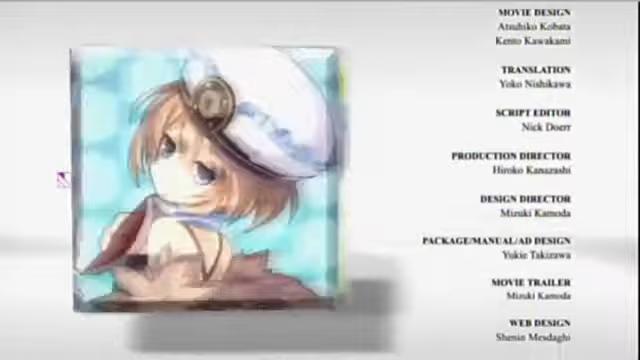 MOVIE DESIGN
Atsuhiko Kobata
Kento Kawakami
TRANSLATION
Yoko Nishikawa
SCRIPT EDITOR
Nick Doerr
PRODUCTION DIRECTOR
Hiroko Kanazashi
DESIGN DIRECTOR
Mizuki Kamoda
PACKAGE/MANUAL/AD DESIGN
Yukie Takizawa
MOVIE TRAILER
Mizuki Kamoda
WEB DESIGN
Shenin Mesdaghi